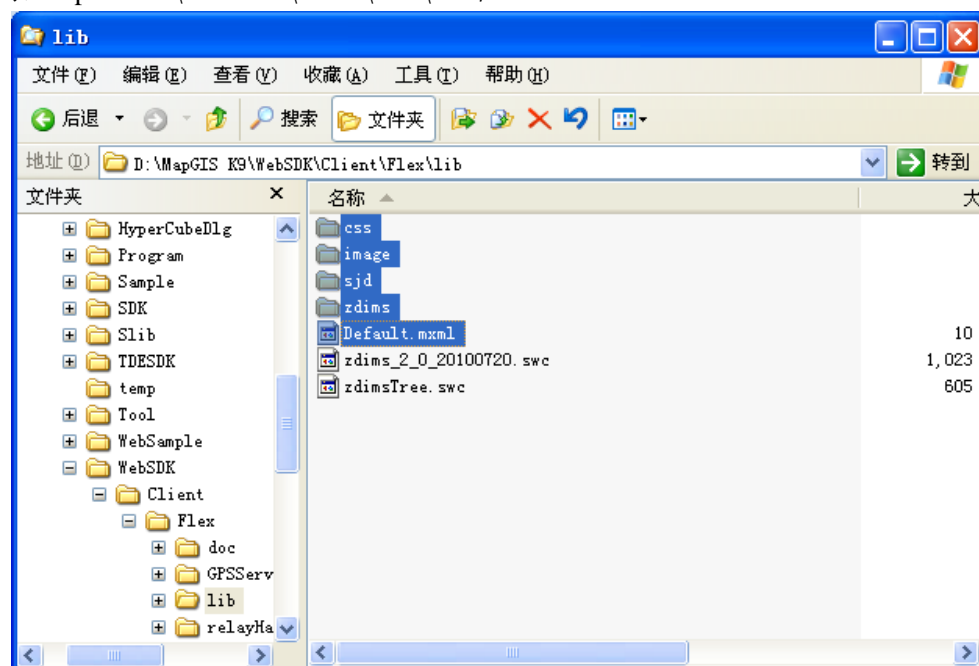 lib
文件(F) 编辑(E) 查看(V) 收藏(A) 工具(T) 帮助(H)
后退 搜索 文件夹
地址(D) D:\MapGIS K9\WebSDK\Client\Flex\lib 转到
文件夹 × 名称 大
HyperCubeDlg css
Program image
Sample sjd
SDK zdims
Slib Default.mxml 10
TDESDK zdims_2_0_20100720.swc 1,023
temp zdimsTree.swc 605
Tool
WebSample
WebSDK
Client
Flex
doc
GPSServ
lib
relayHa